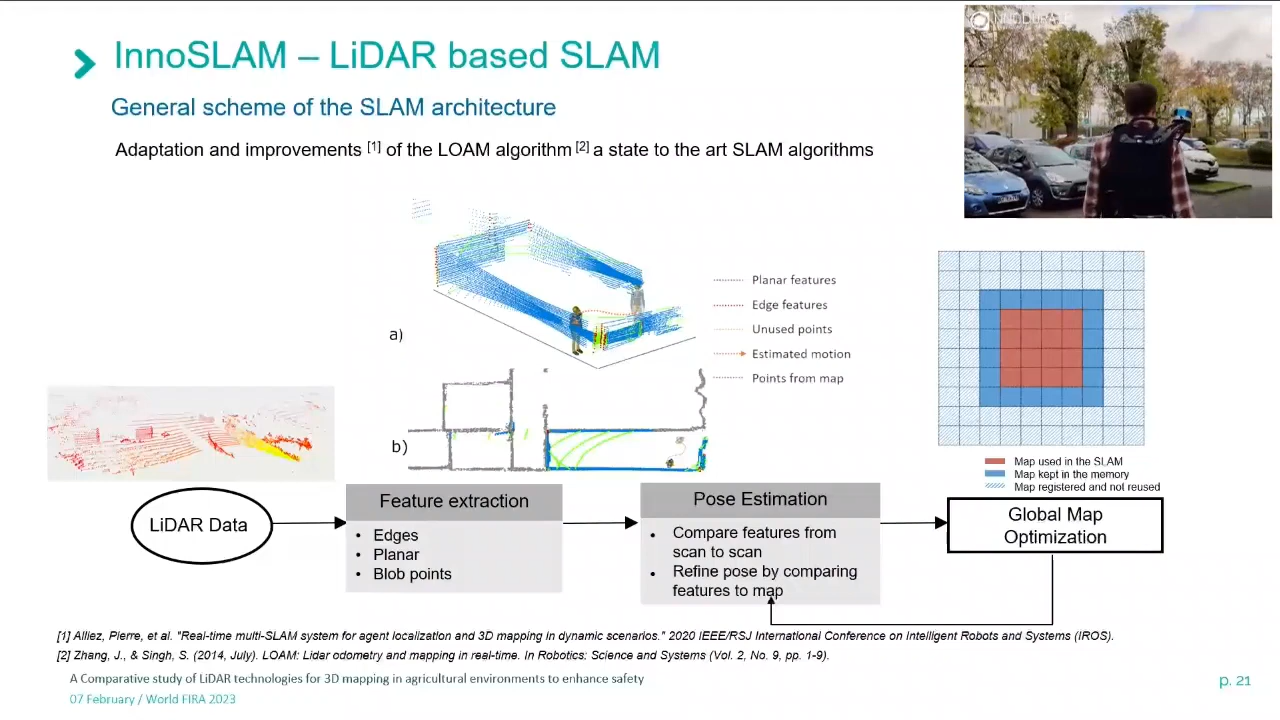 InnoSLAM – LiDAR based SLAM
General scheme of the SLAM architecture
Adaptation and improvements [1] of the LOAM algorithm [2] a state to the art SLAM algorithms
a)
Planar features
Edge features
Unused points
Estimated motion
Points from map
b)
Map used in the SLAM
Map kept in the memory
Map registered and not reused
LiDAR Data
Feature extraction
• Edges
• Planar
• Blob points
Pose Estimation
• Compare features from
scan to scan
• Refine pose by comparing
features to map
Global Map
Optimization
[1] Alliez, Pierre, et al. "Real-time multi-SLAM system for agent localization and 3D mapping in dynamic scenarios." 2020 IEEE/RSJ International Conference on Intelligent Robots and Systems (IROS).
[2] Zhang, J., & Singh, S. (2014, July). LOAM: Lidar odometry and mapping in real-time. In Robotics: Science and Systems (Vol. 2, No. 9, pp. 1-9).
A Comparative study of LiDAR technologies for 3D mapping in agricultural environments to enhance safety
07 February / World FIRA 2023
p. 21